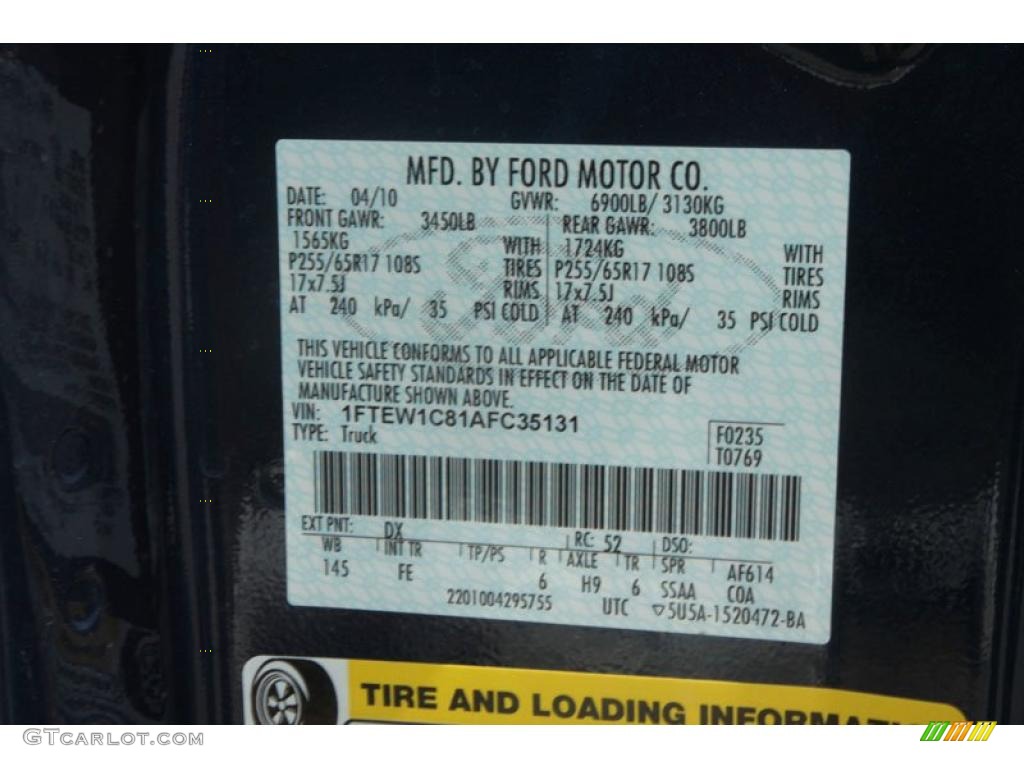 MFD. BY FORD MOTOR CO.
DATE: 04/10 GVWR: 6900LB/ 3130KG
FRONT GAWR: 3450LB REAR GAWR: 3800LB
1565KG WITH 1724KG WITH
P255/65R17 108S TIRES P255/65R17 108S TIRES
17x7.5J RIMS 17x7.5J RIMS
AT 240 kPa/ 35 PSI COLD AT 240 kPa/ 35 PSI COLD
THIS VEHICLE CONFORMS TO ALL APPLICABLE FEDERAL MOTOR
VEHICLE SAFETY STANDARDS IN EFFECT ON THE DATE OF
MANUFACTURE SHOWN ABOVE.
VIN: 1FTEW1C81AFC35131
TYPE: Truck F0235
T0769
EXT PNT: DX RC: 52 DSO:
WB INT TR TP/PS R AXLE TR SPR AF614
145 FE 6 H9 6 SSAA COA
2201004295755 UTC ▽5U5A-1520472-BA
TIRE AND LOADING INFORMATI
GTcarlot.com